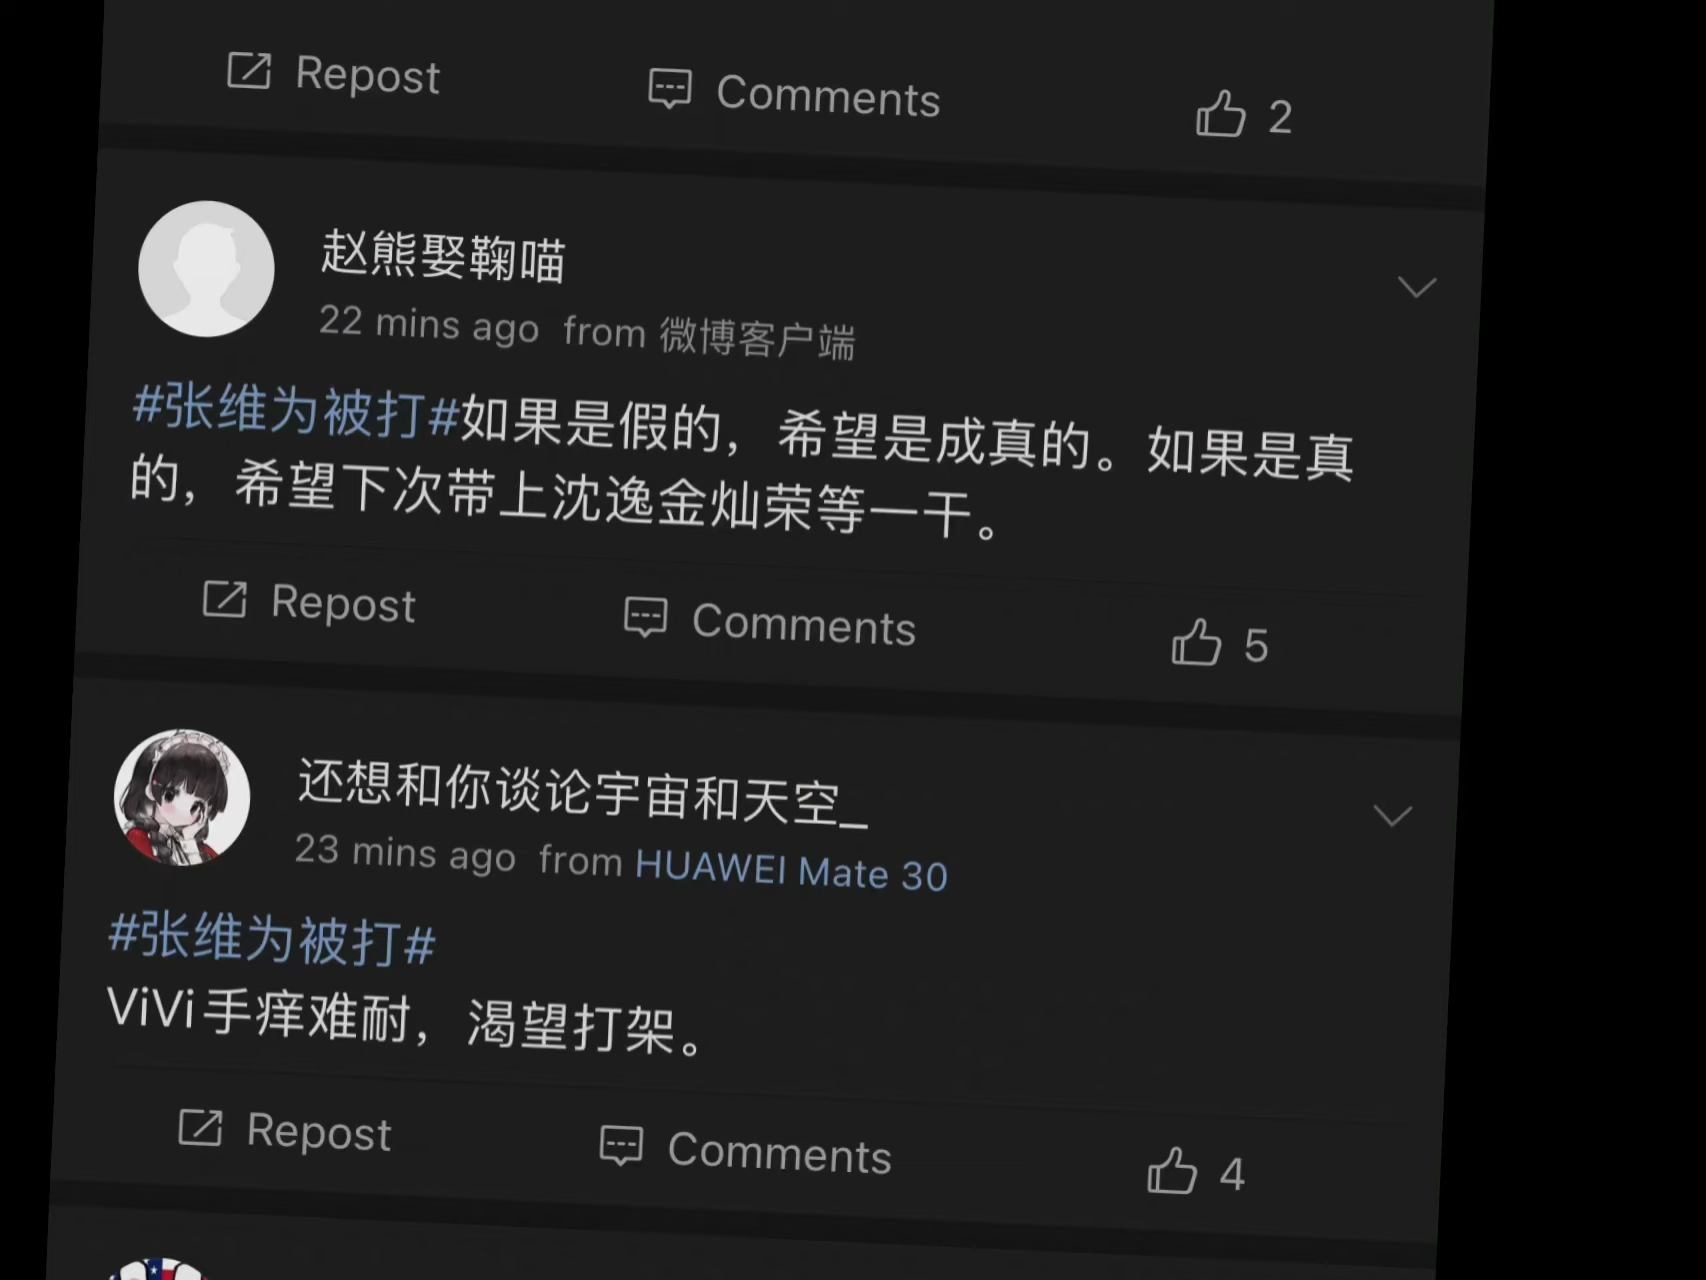 Repost Comments 2
赵熊娶鞠喵
22 mins ago from 微博客户端
#张维为被打#如果是假的，希望是成真的。如果是真
的，希望下次带上沈逸金灿荣等一干。
Repost Comments 5
还想和你谈论宇宙和天空_
23 mins ago from HUAWEI Mate 30
#张维为被打#
ViVi手痒难耐，渴望打架。
Repost Comments 4